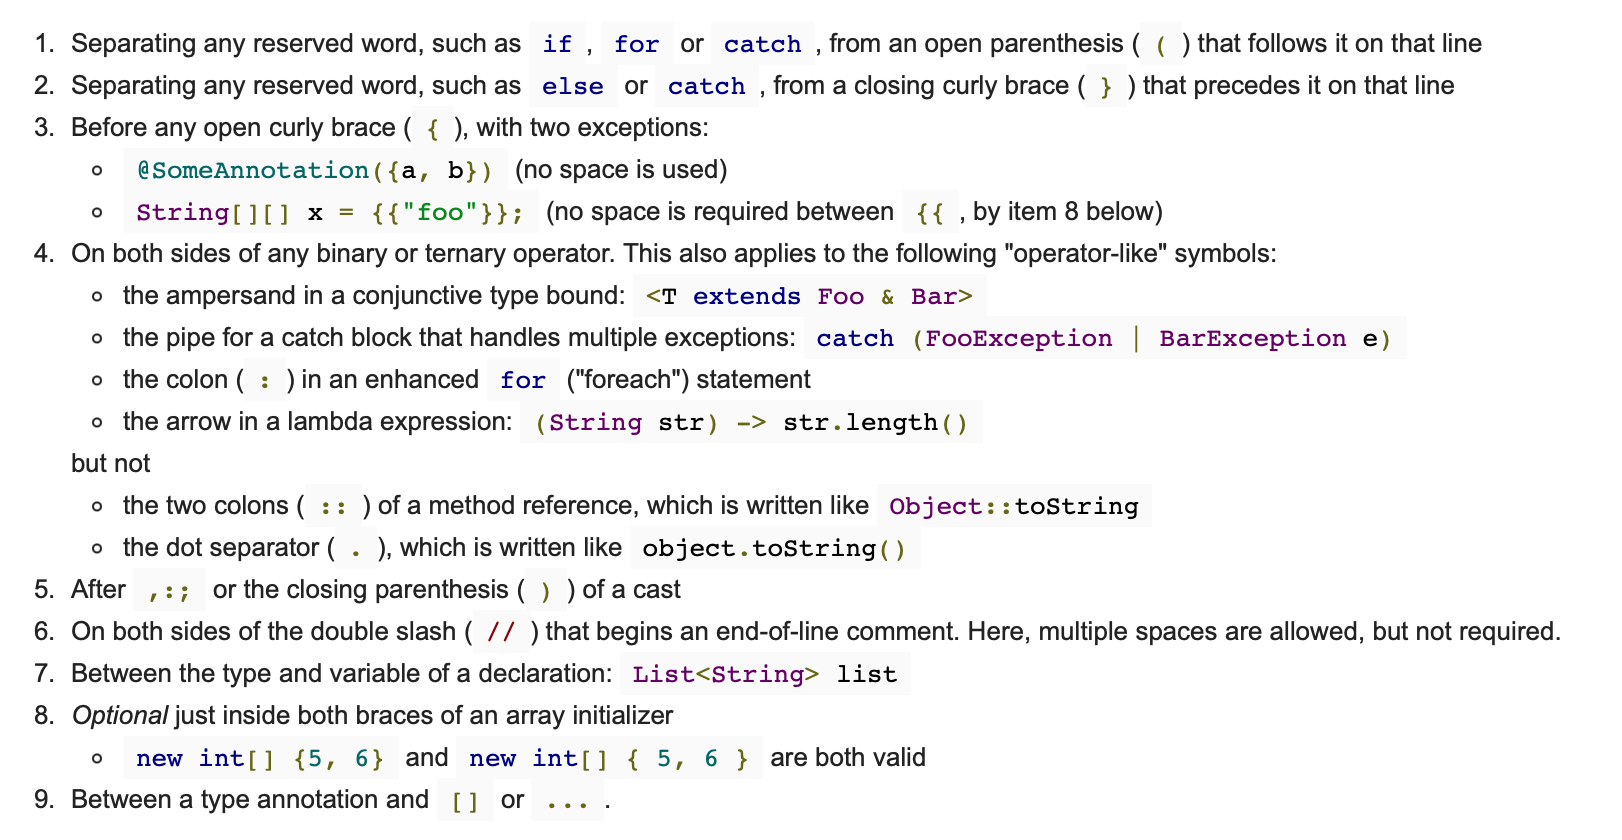 1. Separating any reserved word, such as if, for or catch, from an open parenthesis (() that follows it on that line
2. Separating any reserved word, such as else or catch, from a closing curly brace (}) that precedes it on that line
3. Before any open curly brace ({), with two exceptions:
◦ @SomeAnnotation({a, b}) (no space is used)
◦ String[][] x = {{"foo"}}; (no space is required between {{, by item 8 below)
4. On both sides of any binary or ternary operator. This also applies to the following "operator-like" symbols:
◦ the ampersand in a conjunctive type bound: <T extends Foo & Bar>
◦ the pipe for a catch block that handles multiple exceptions: catch (FooException | BarException e)
◦ the colon (:) in an enhanced for ("foreach") statement
◦ the arrow in a lambda expression: (String str) -> str.length()
but not
◦ the two colons (::) of a method reference, which is written like Object::toString
◦ the dot separator (.), which is written like object.toString()
5. After ,:; or the closing parenthesis ()) of a cast
6. On both sides of the double slash (//) that begins an end-of-line comment. Here, multiple spaces are allowed, but not required.
7. Between the type and variable of a declaration: List<String> list
8. Optional just inside both braces of an array initializer
◦ new int[] {5, 6} and new int[] { 5, 6 } are both valid
9. Between a type annotation and [] or ....